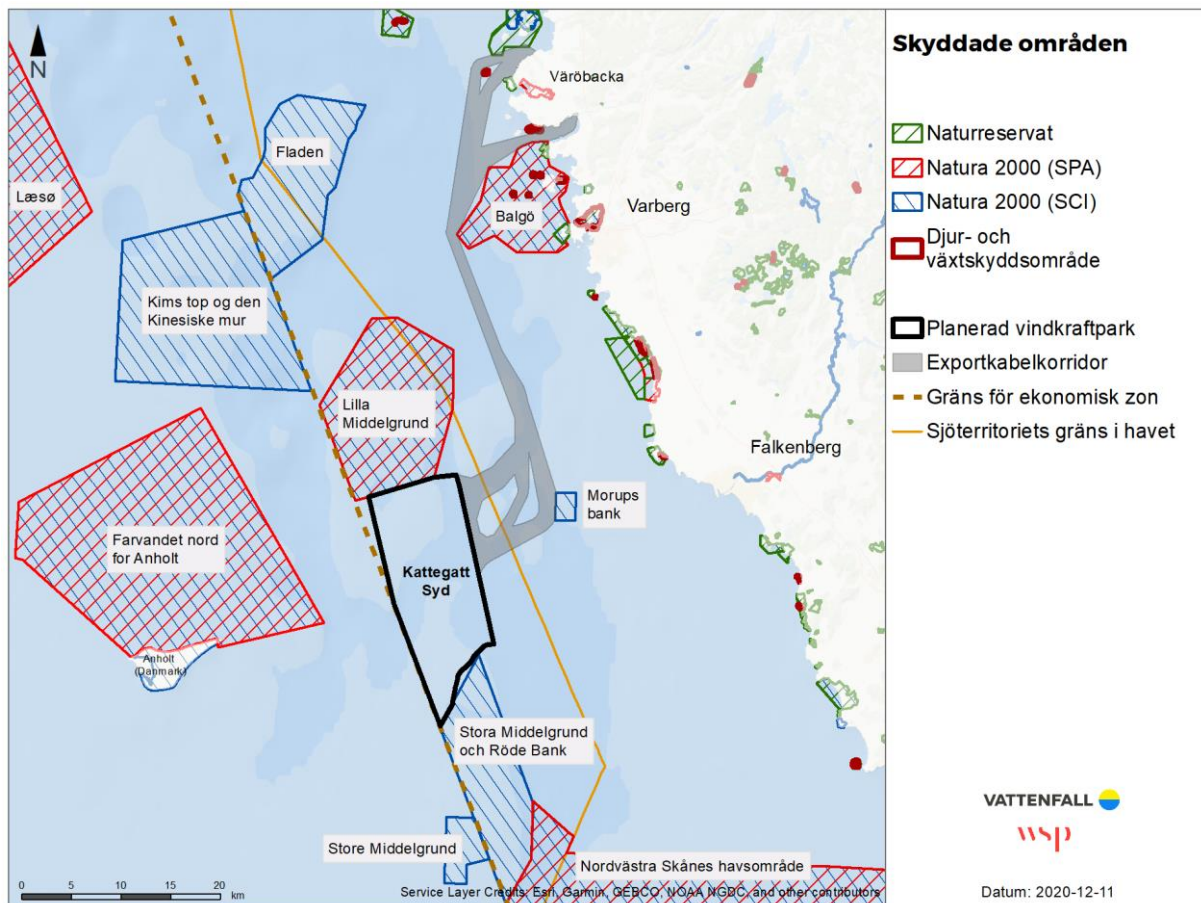 Skyddade områden
Naturreservat
Natura 2000 (SPA)
Natura 2000 (SCI)
Djur- och
växtskyddsområde
Planerad vindkraftpark
Exportkabelkorridor
Gräns för ekonomisk zon
Sjöterritoriets gräns i havet
N
Väröbacka
Fladen
Læsø
Balgö
Varberg
Kims top og den
Kinesiske mur
Lilla
Middelgrund
Falkenberg
Morups
bank
Farvandet nord
for Anholt
Kattegatt
Syd
Anholt
(Danmark)
Stora Middelgrund
och Röde Bank
Store Middelgrund
Nordvästra Skånes havsområde
0 5 10 15 20
km
Service Layer Credits: Esri, Garmin, GEBCO, NOAA NGDC, and other contributors
VATTENFALL
wsp
Datum: 2020-12-11